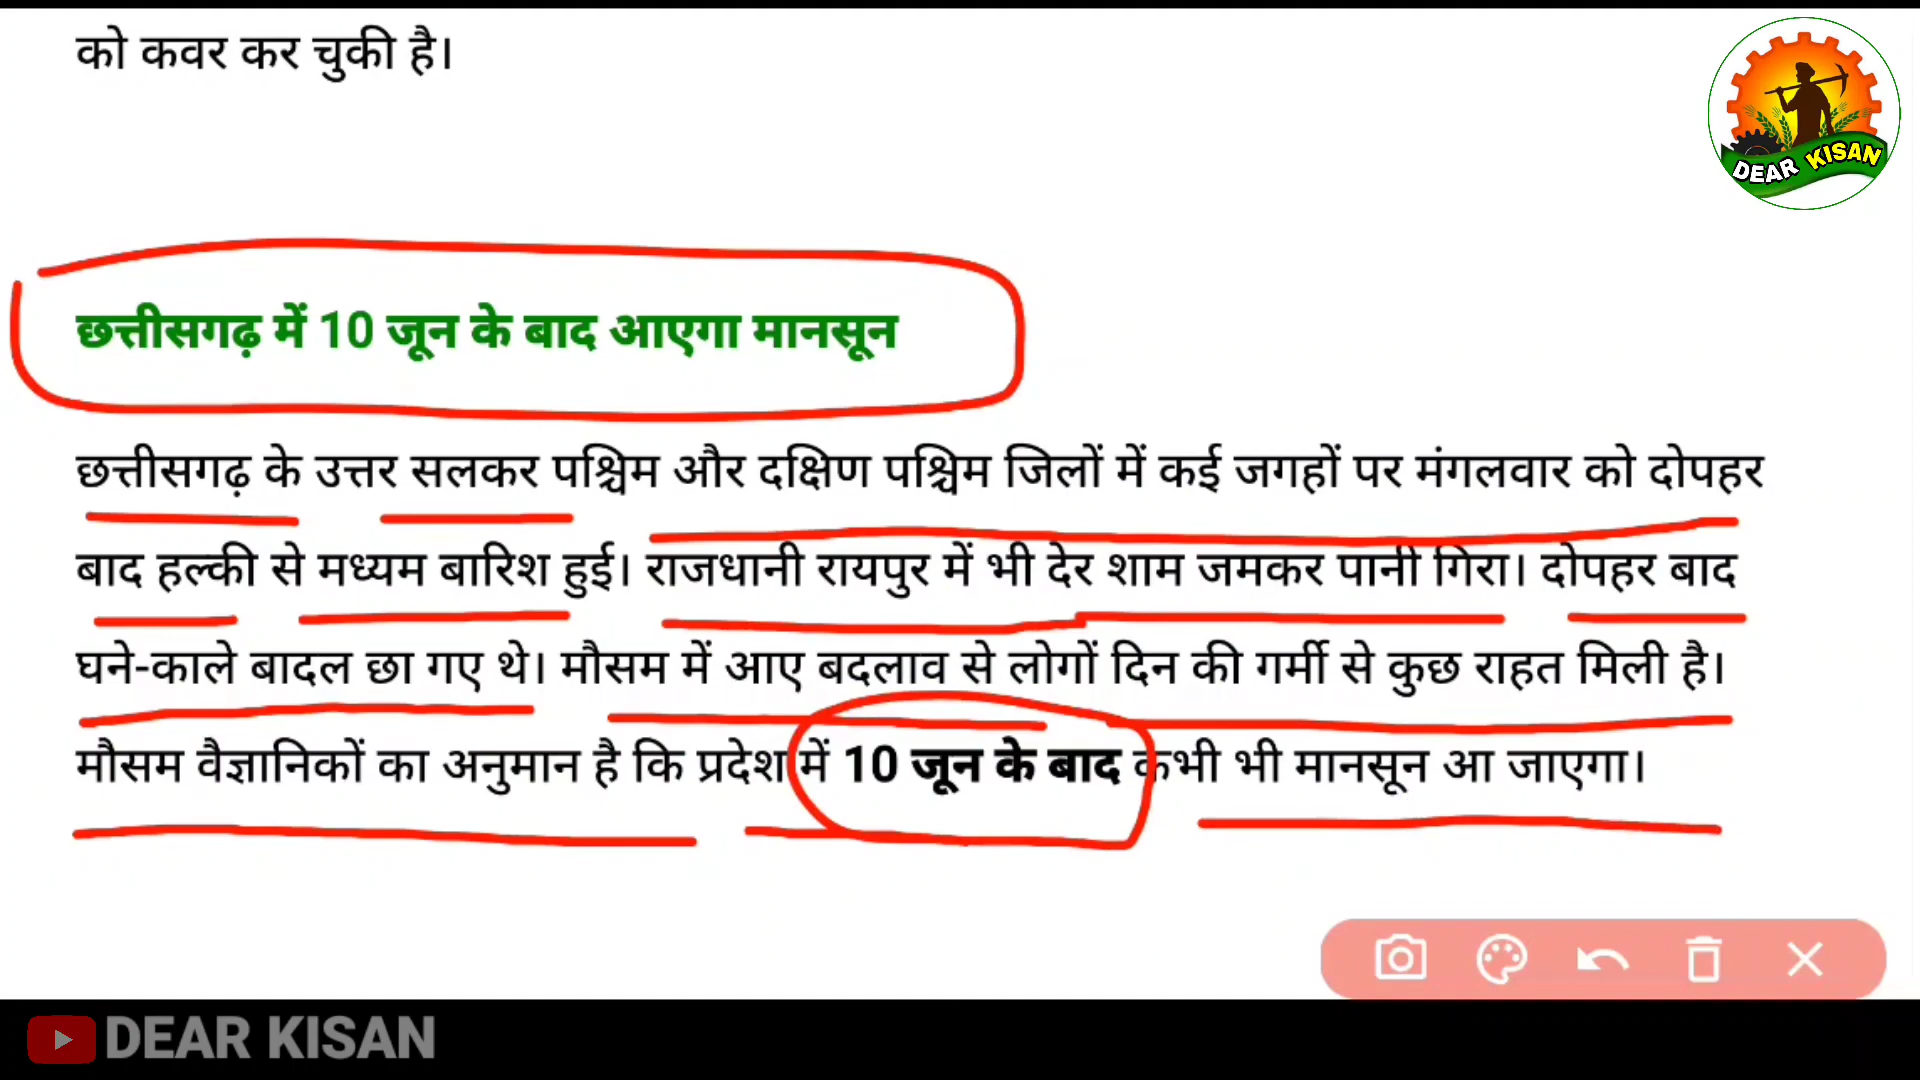 को कवर कर चुकी है।
DEAR KISAN
छत्तीसगढ़ में 10 जून के बाद आएगा मानसून
छत्तीसगढ़ के उत्तर सलकर पश्चिम और दक्षिण पश्चिम जिलों में कई जगहों पर मंगलवार को दोपहर
बाद हल्की से मध्यम बारिश हुई। राजधानी रायपुर में भी देर शाम जमकर पानी गिरा। दोपहर बाद
घने-काले बादल छा गए थे। मौसम में आए बदलाव से लोगों दिन की गर्मी से कुछ राहत मिली है।
मौसम वैज्ञानिकों का अनुमान है कि प्रदेश में 10 जून के बाद कभी भी मानसून आ जाएगा।
DEAR KISAN